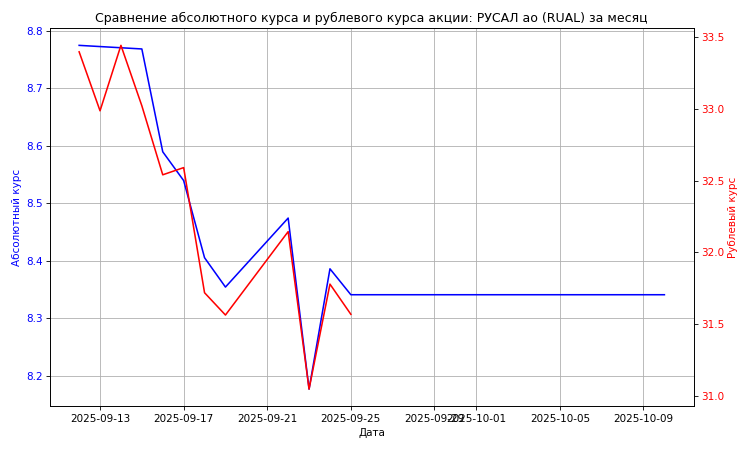 Сравнение абсолютного курса и рублевого курса акции: РУСАЛ ао (RUAL) за месяц
8.8
8.7
8.6
8.5
8.4
8.3
8.2
Абсолютный курс
33.5
33.0
32.5
32.0
31.5
31.0
Рублевый курс
2025-09-13 2025-09-17 2025-09-21 2025-09-25 2025-09-29 2025-10-01 2025-10-05 2025-10-09
Дата